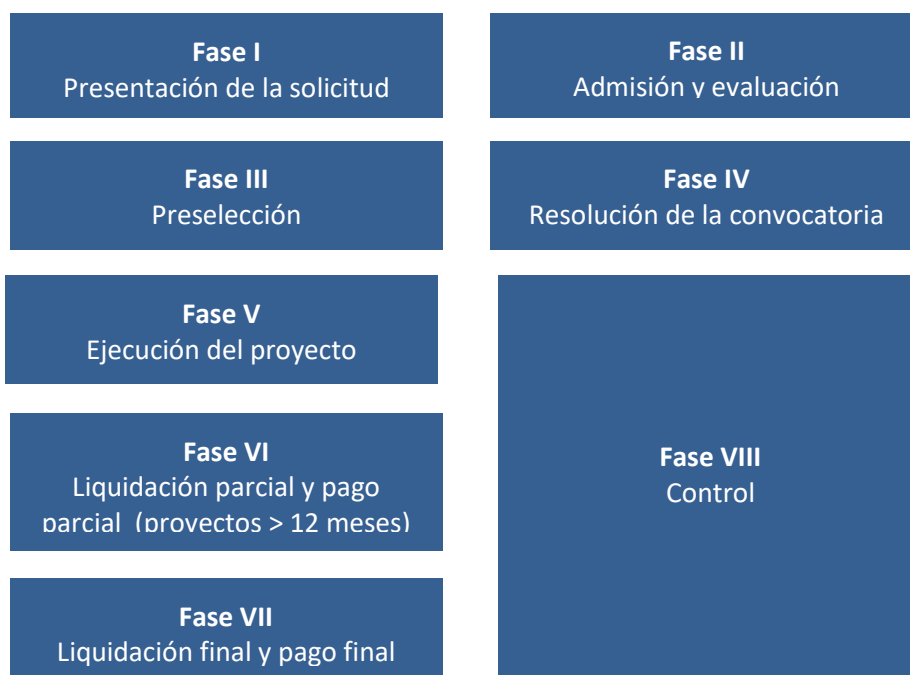 Fase I
Presentación de la solicitud
Fase II
Admisión y evaluación
Fase III
Preselección
Fase IV
Resolución de la convocatoria
Fase V
Ejecución del proyecto
Fase VI
Liquidación parcial y pago
parcial (proyectos > 12 meses)
Fase VIII
Control
Fase VII
Liquidación final y pago final